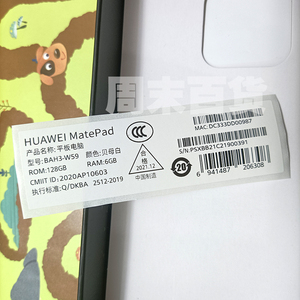 周末百货
HUAWEI MatePad
产品名称:平板电脑
型号:BAH3-W59 颜色:贝母白
ROM:128GB RAM:6GB
CMIIT ID:2020AP10603
执行标准:Q/DKBA 2512-2019
合格
2021.12
中国制造
MAC:DC333DD00987
S/N:PSXBB21C21900391
20
6 941487 206308